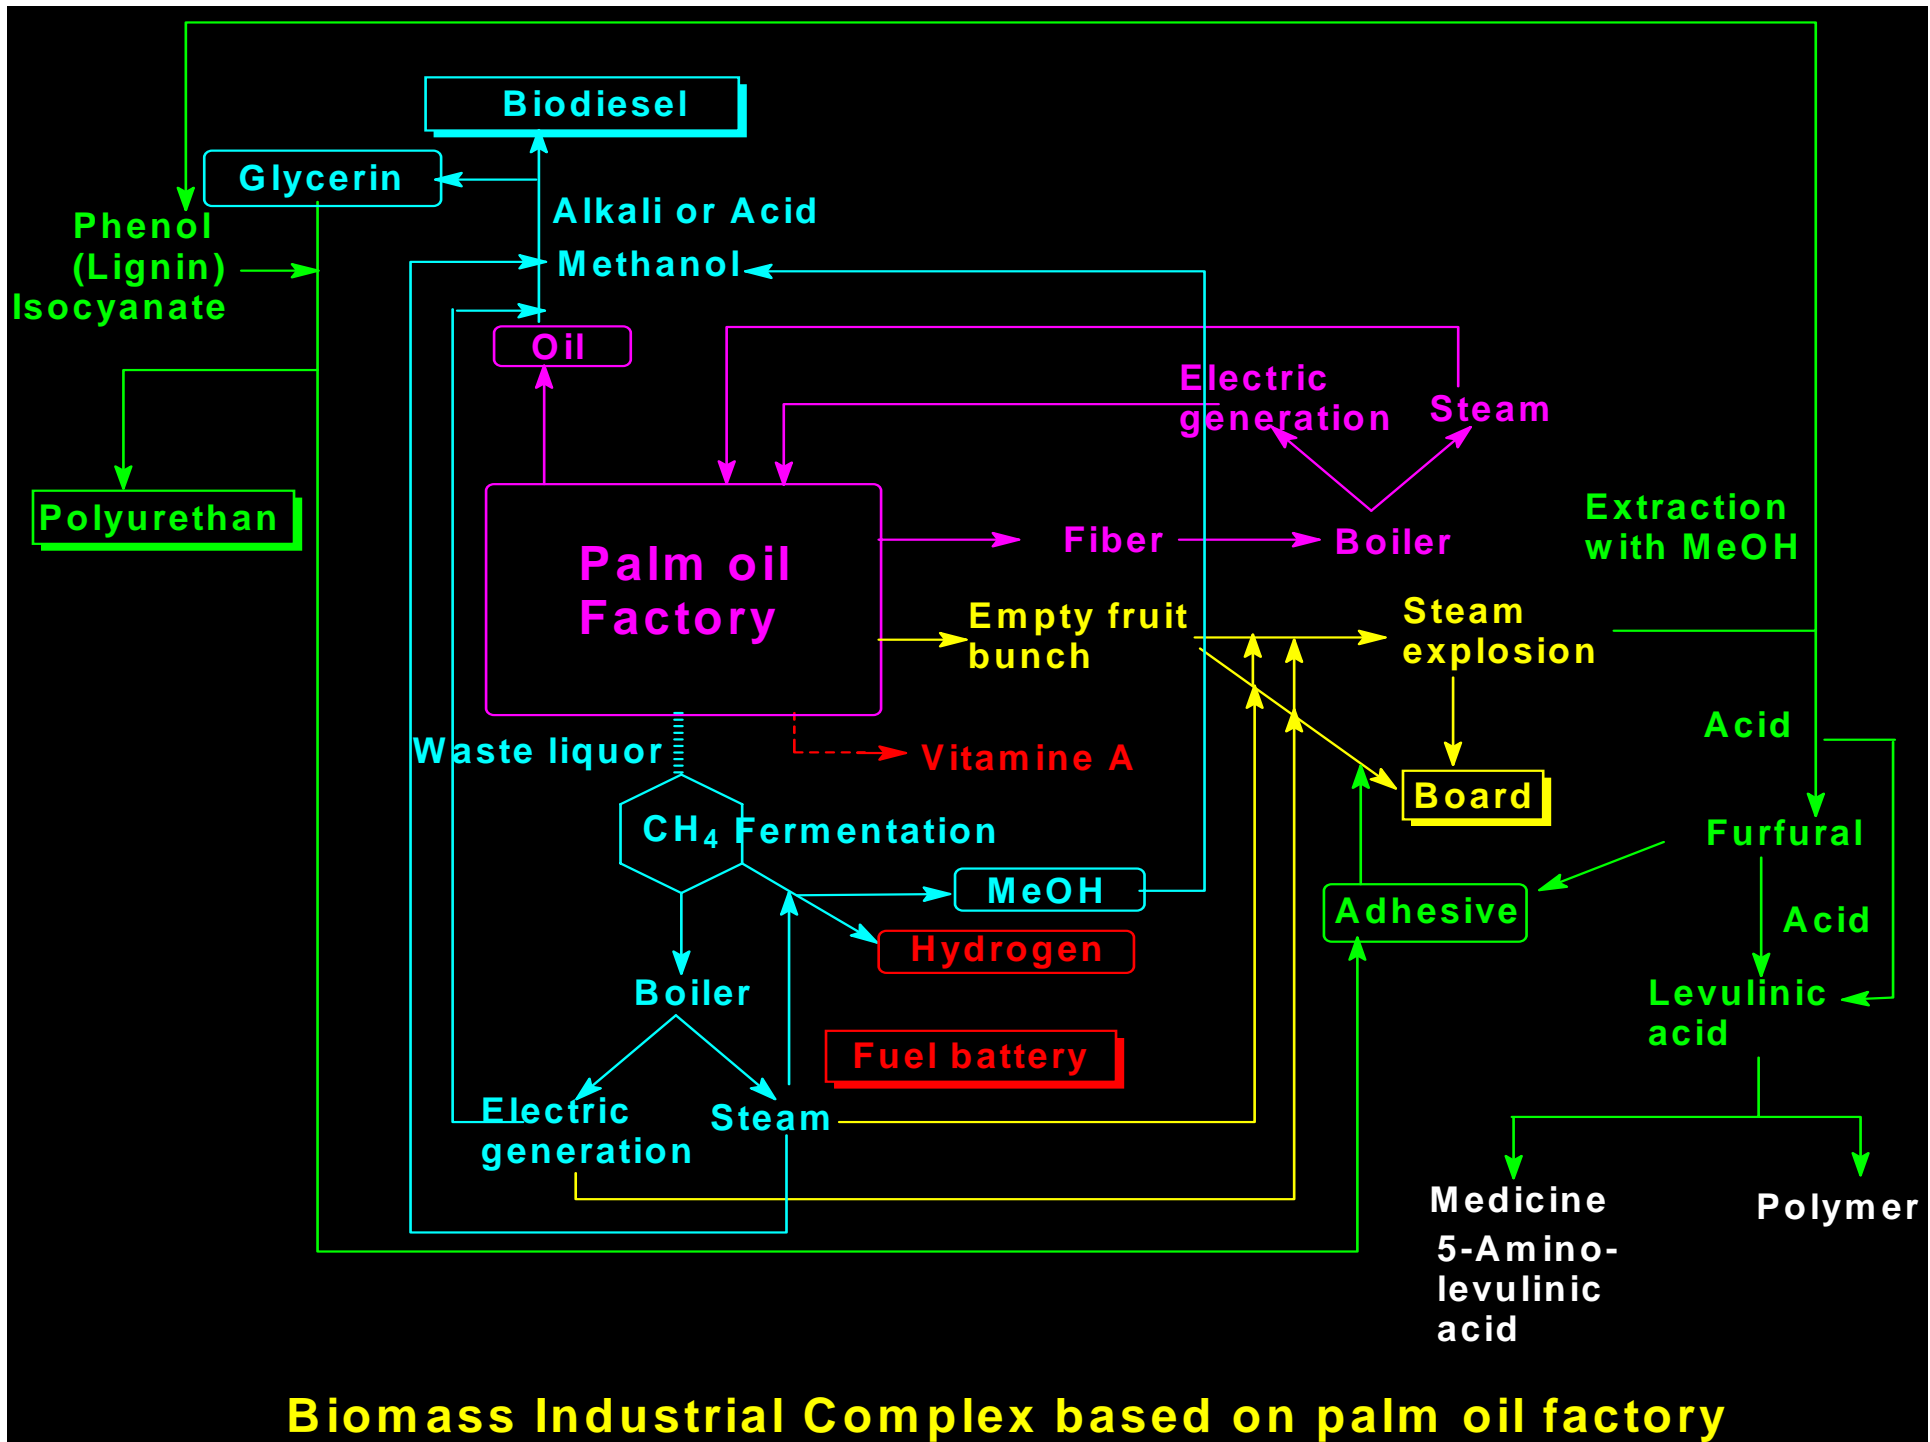 Biodiesel
Glycerin
Alkali or Acid
Phenol
(Lignin)
Isocyanate
Methanol
Oil
Electric
generation
Steam
Polyurethan
Extraction
with MeOH
Palm oil
Factory
Fiber
Boiler
Empty fruit
bunch
Steam
explosion
Waste liquor
Vitamine A
Acid
Board
CH4 Fermentation
Furfural
MeOH
Adhesive
Acid
Hydrogen
Boiler
Levulinic
acid
Fuel battery
Electric
generation
Steam
Medicine
5-Amino-
levulinic
acid
Polymer
Biomass Industrial Complex based on palm oil factory